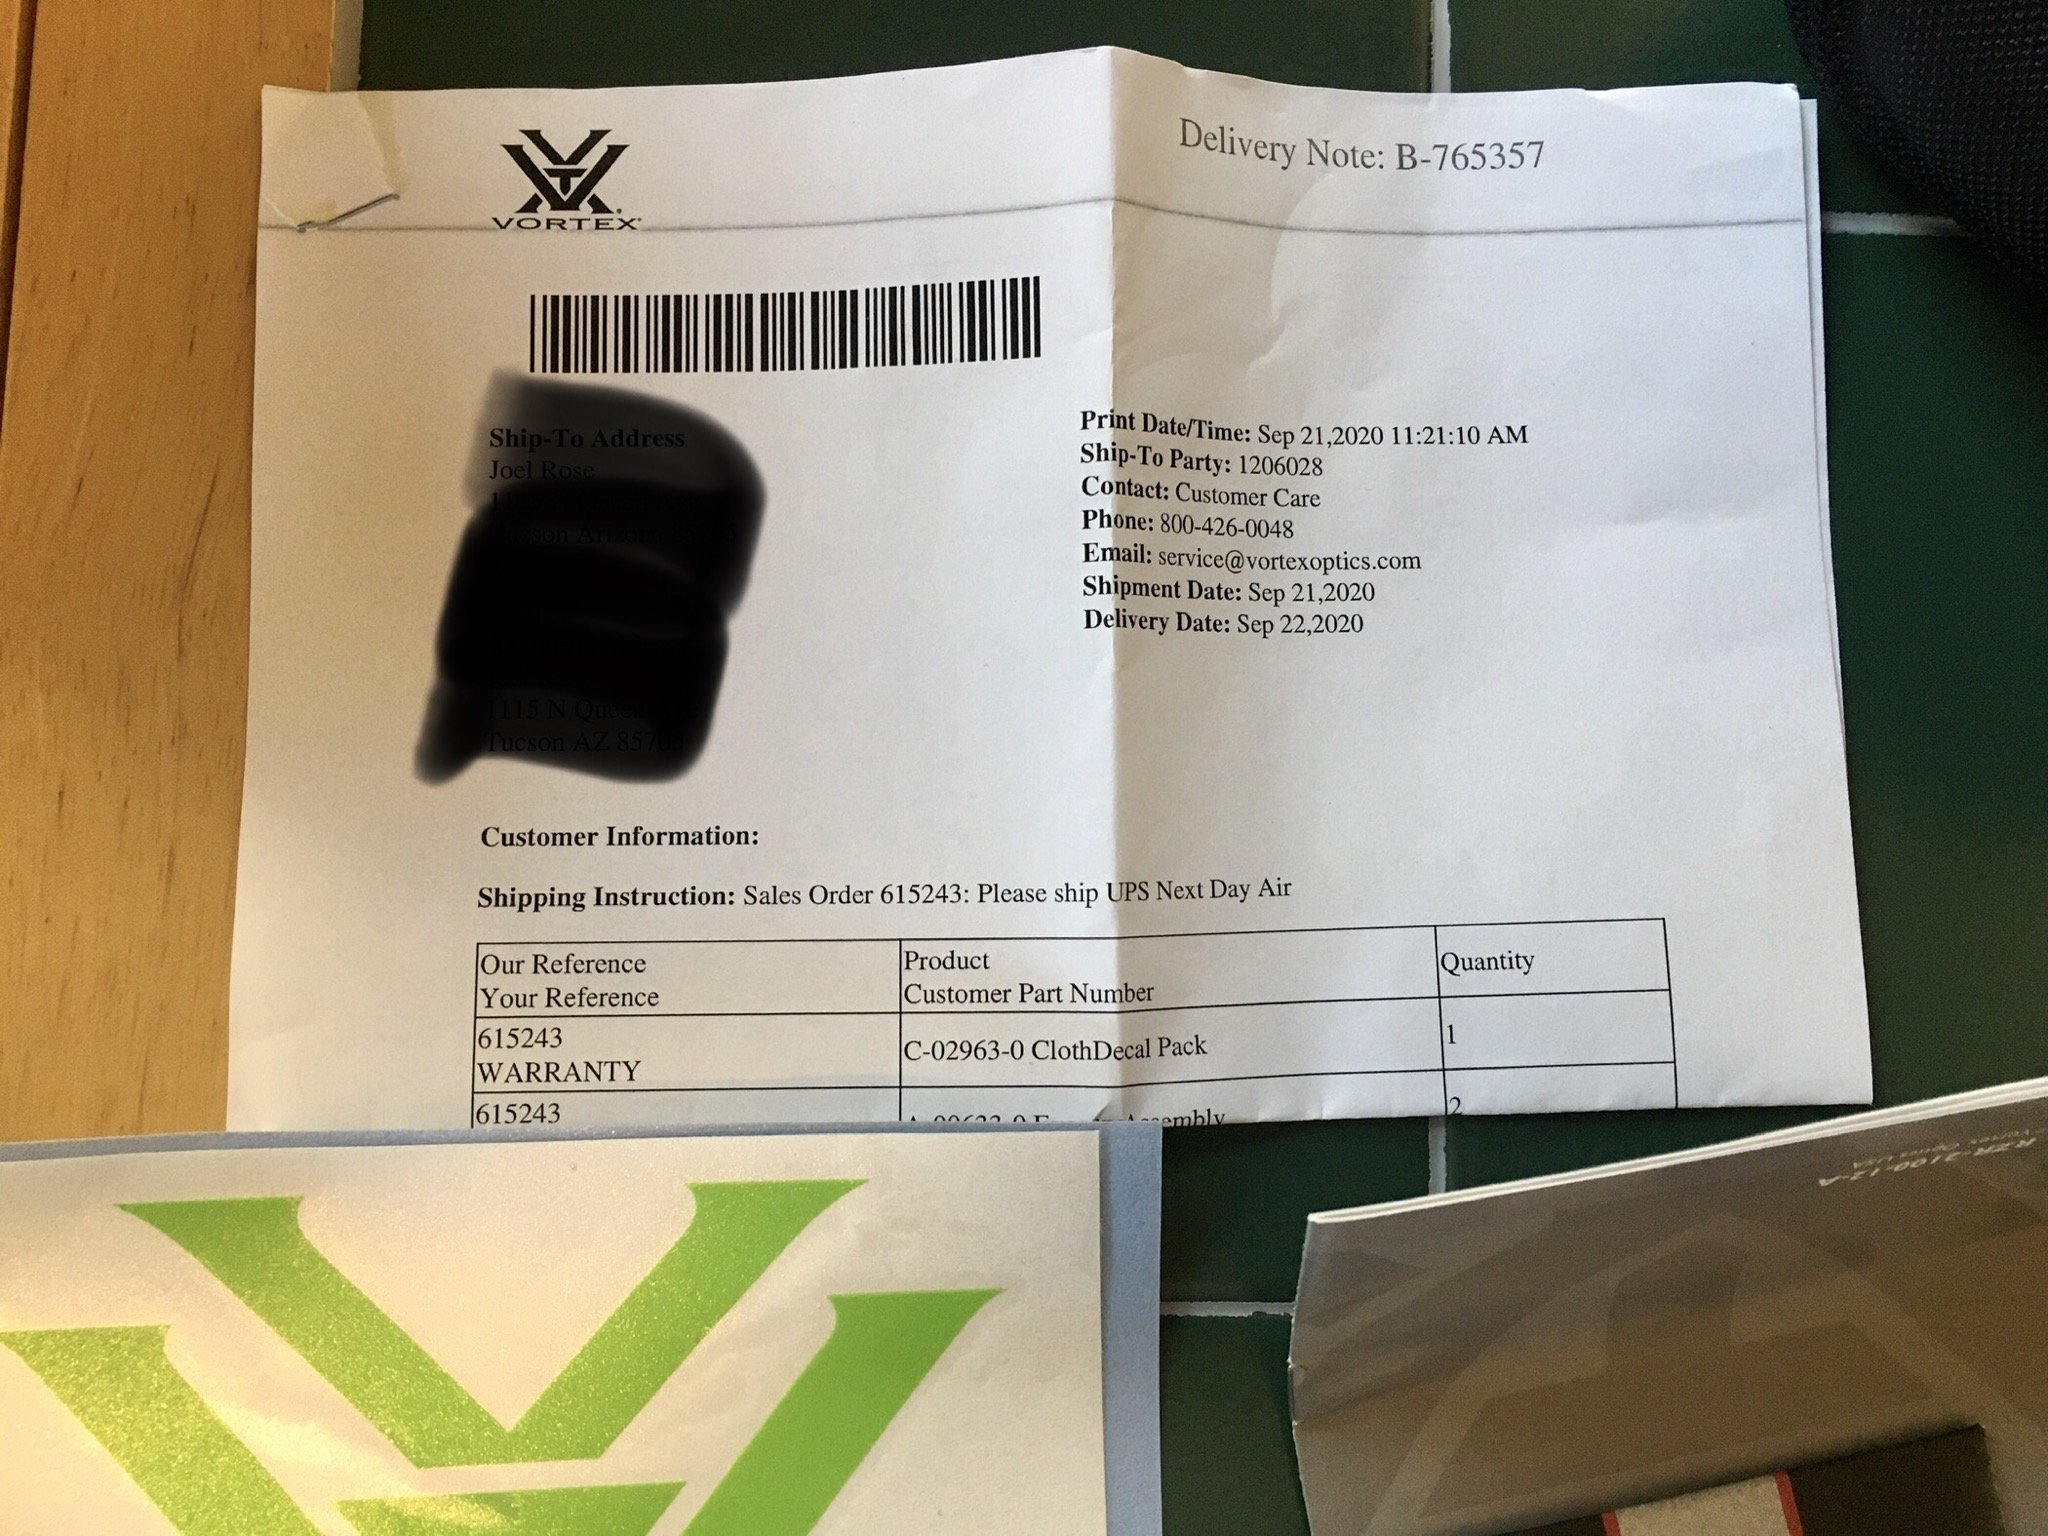 VORTEX
Delivery Note: B-765357
Ship-To Address
Print Date/Time: Sep 21,2020 11:21:10 AM
Ship-To Party: 1206028
Contact: Customer Care
Phone: 800-426-0048
Email: service@vortexoptics.com
Shipment Date: Sep 21,2020
Delivery Date: Sep 22,2020
Customer Information:
Shipping Instruction: Sales Order 615243: Please ship UPS Next Day Air
Our Reference
Your Reference
Product
Customer Part Number
Quantity
615243
WARRANTY
C-02963-0 ClothDecal Pack
1
615243
2